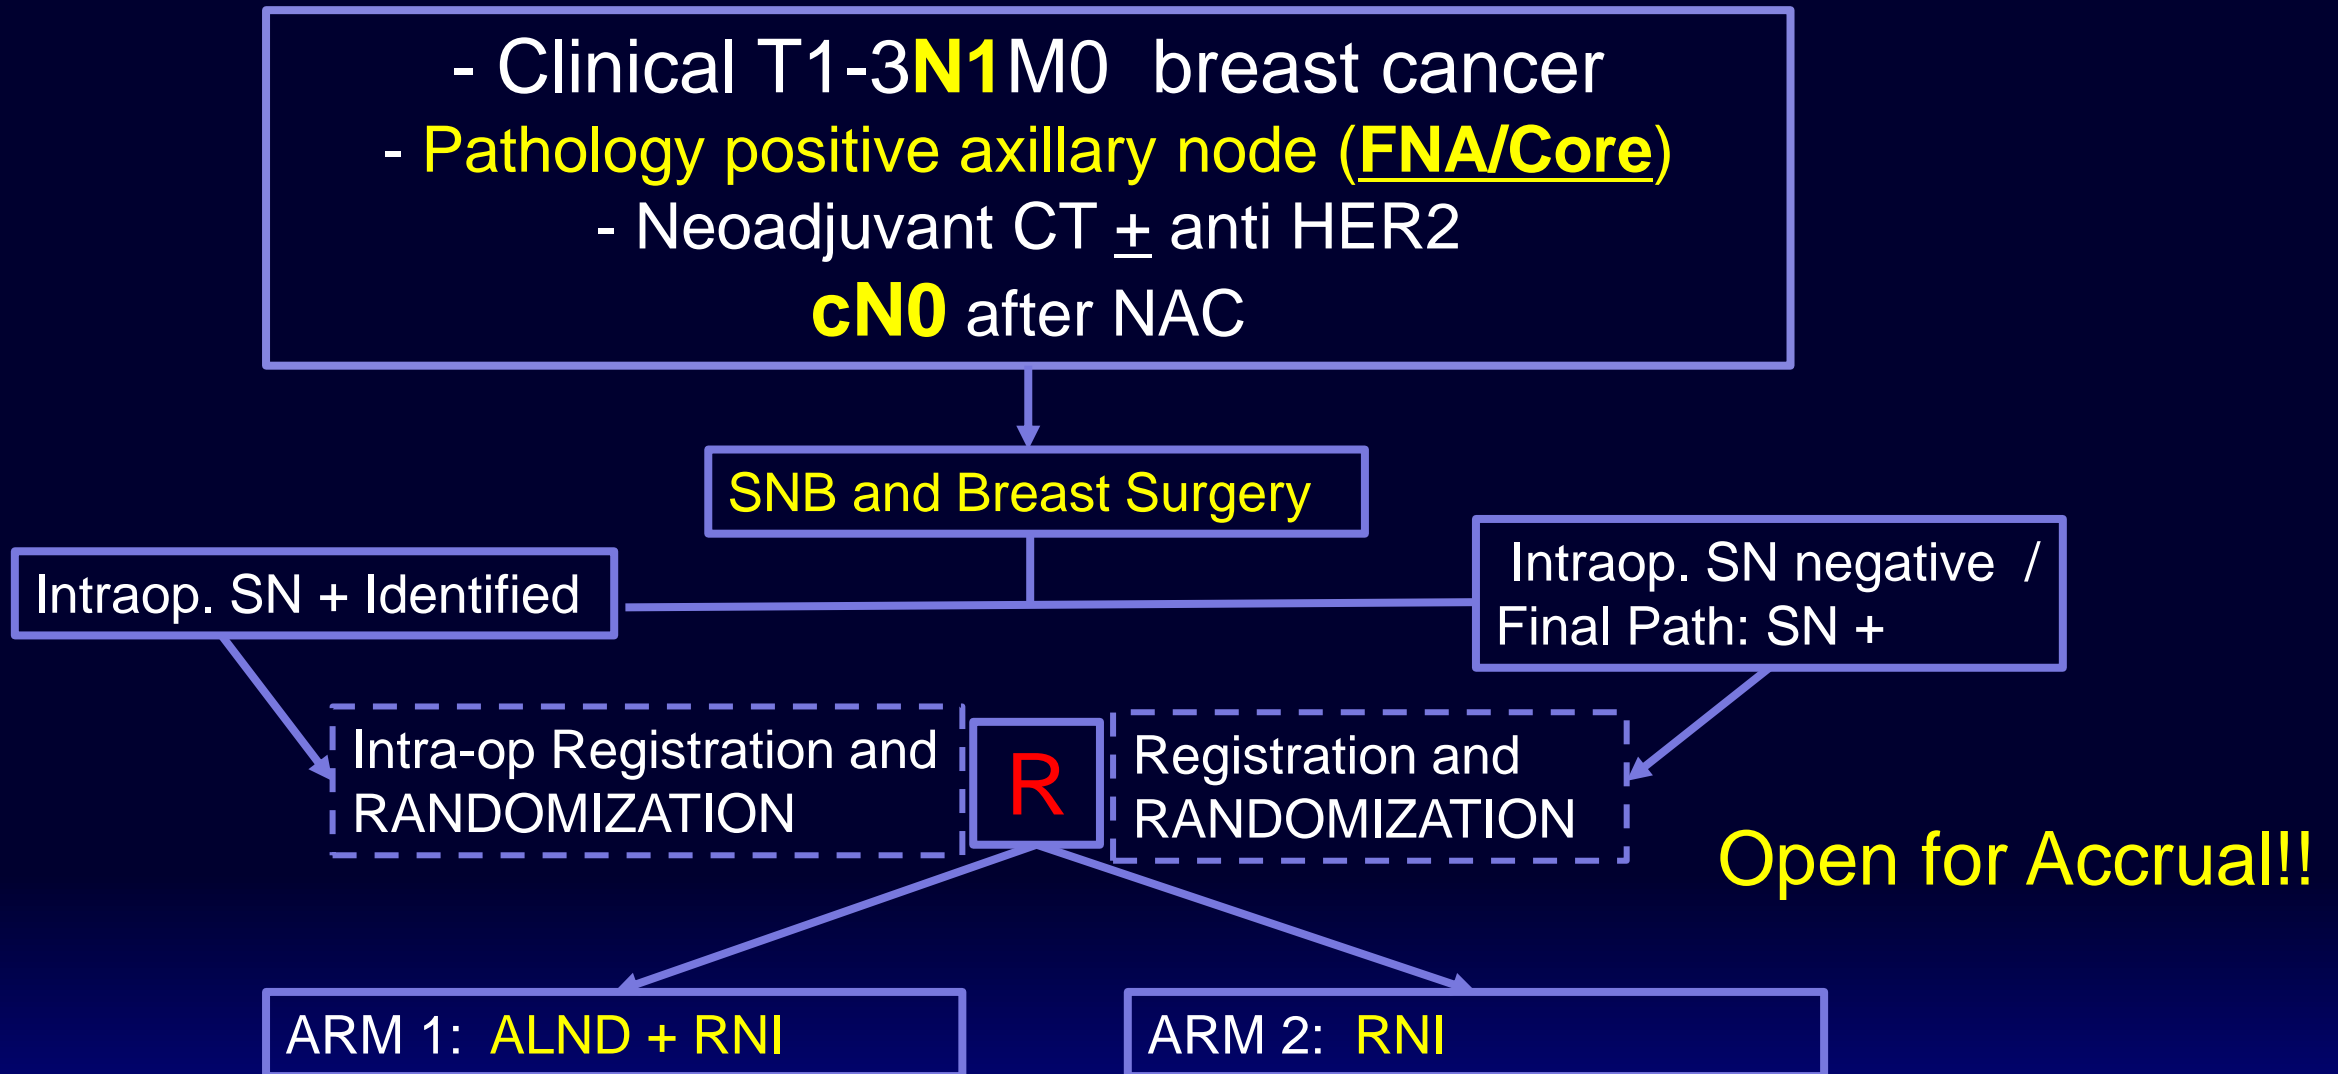 - Clinical T1-3N1M0 breast cancer
- Pathology positive axillary node (FNA/Core)
- Neoadjuvant CT + anti HER2
cN0 after NAC
SNB and Breast Surgery
Intraop. SN + Identified
Intraop. SN negative /
Final Path: SN +
Intra-op Registration and
RANDOMIZATION
R
Registration and
RANDOMIZATION
Open for Accrual!!
ARM 1: ALND + RNI
ARM 2: RNI